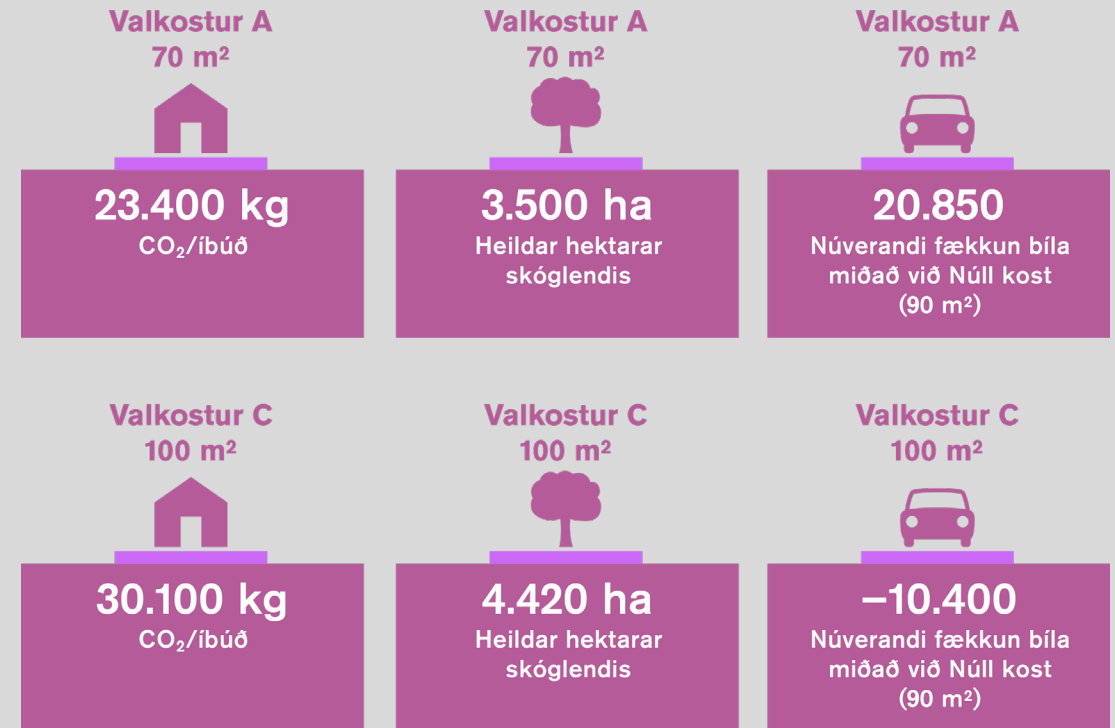 Valkostur A
70 m²
23.400 kg
CO₂/íbúð
Valkostur A
70 m²
3.500 ha
Heildar hektarar
skóglendis
Valkostur A
70 m²
20.850
Núverandi fækkun bíla
miðað við Núll kost
(90 m²)
Valkostur C
100 m²
30.100 kg
CO₂/íbúð
Valkostur C
100 m²
4.420 ha
Heildar hektarar
skóglendis
Valkostur C
100 m²
–10.400
Núverandi fækkun bíla
miðað við Núll kost
(90 m²)